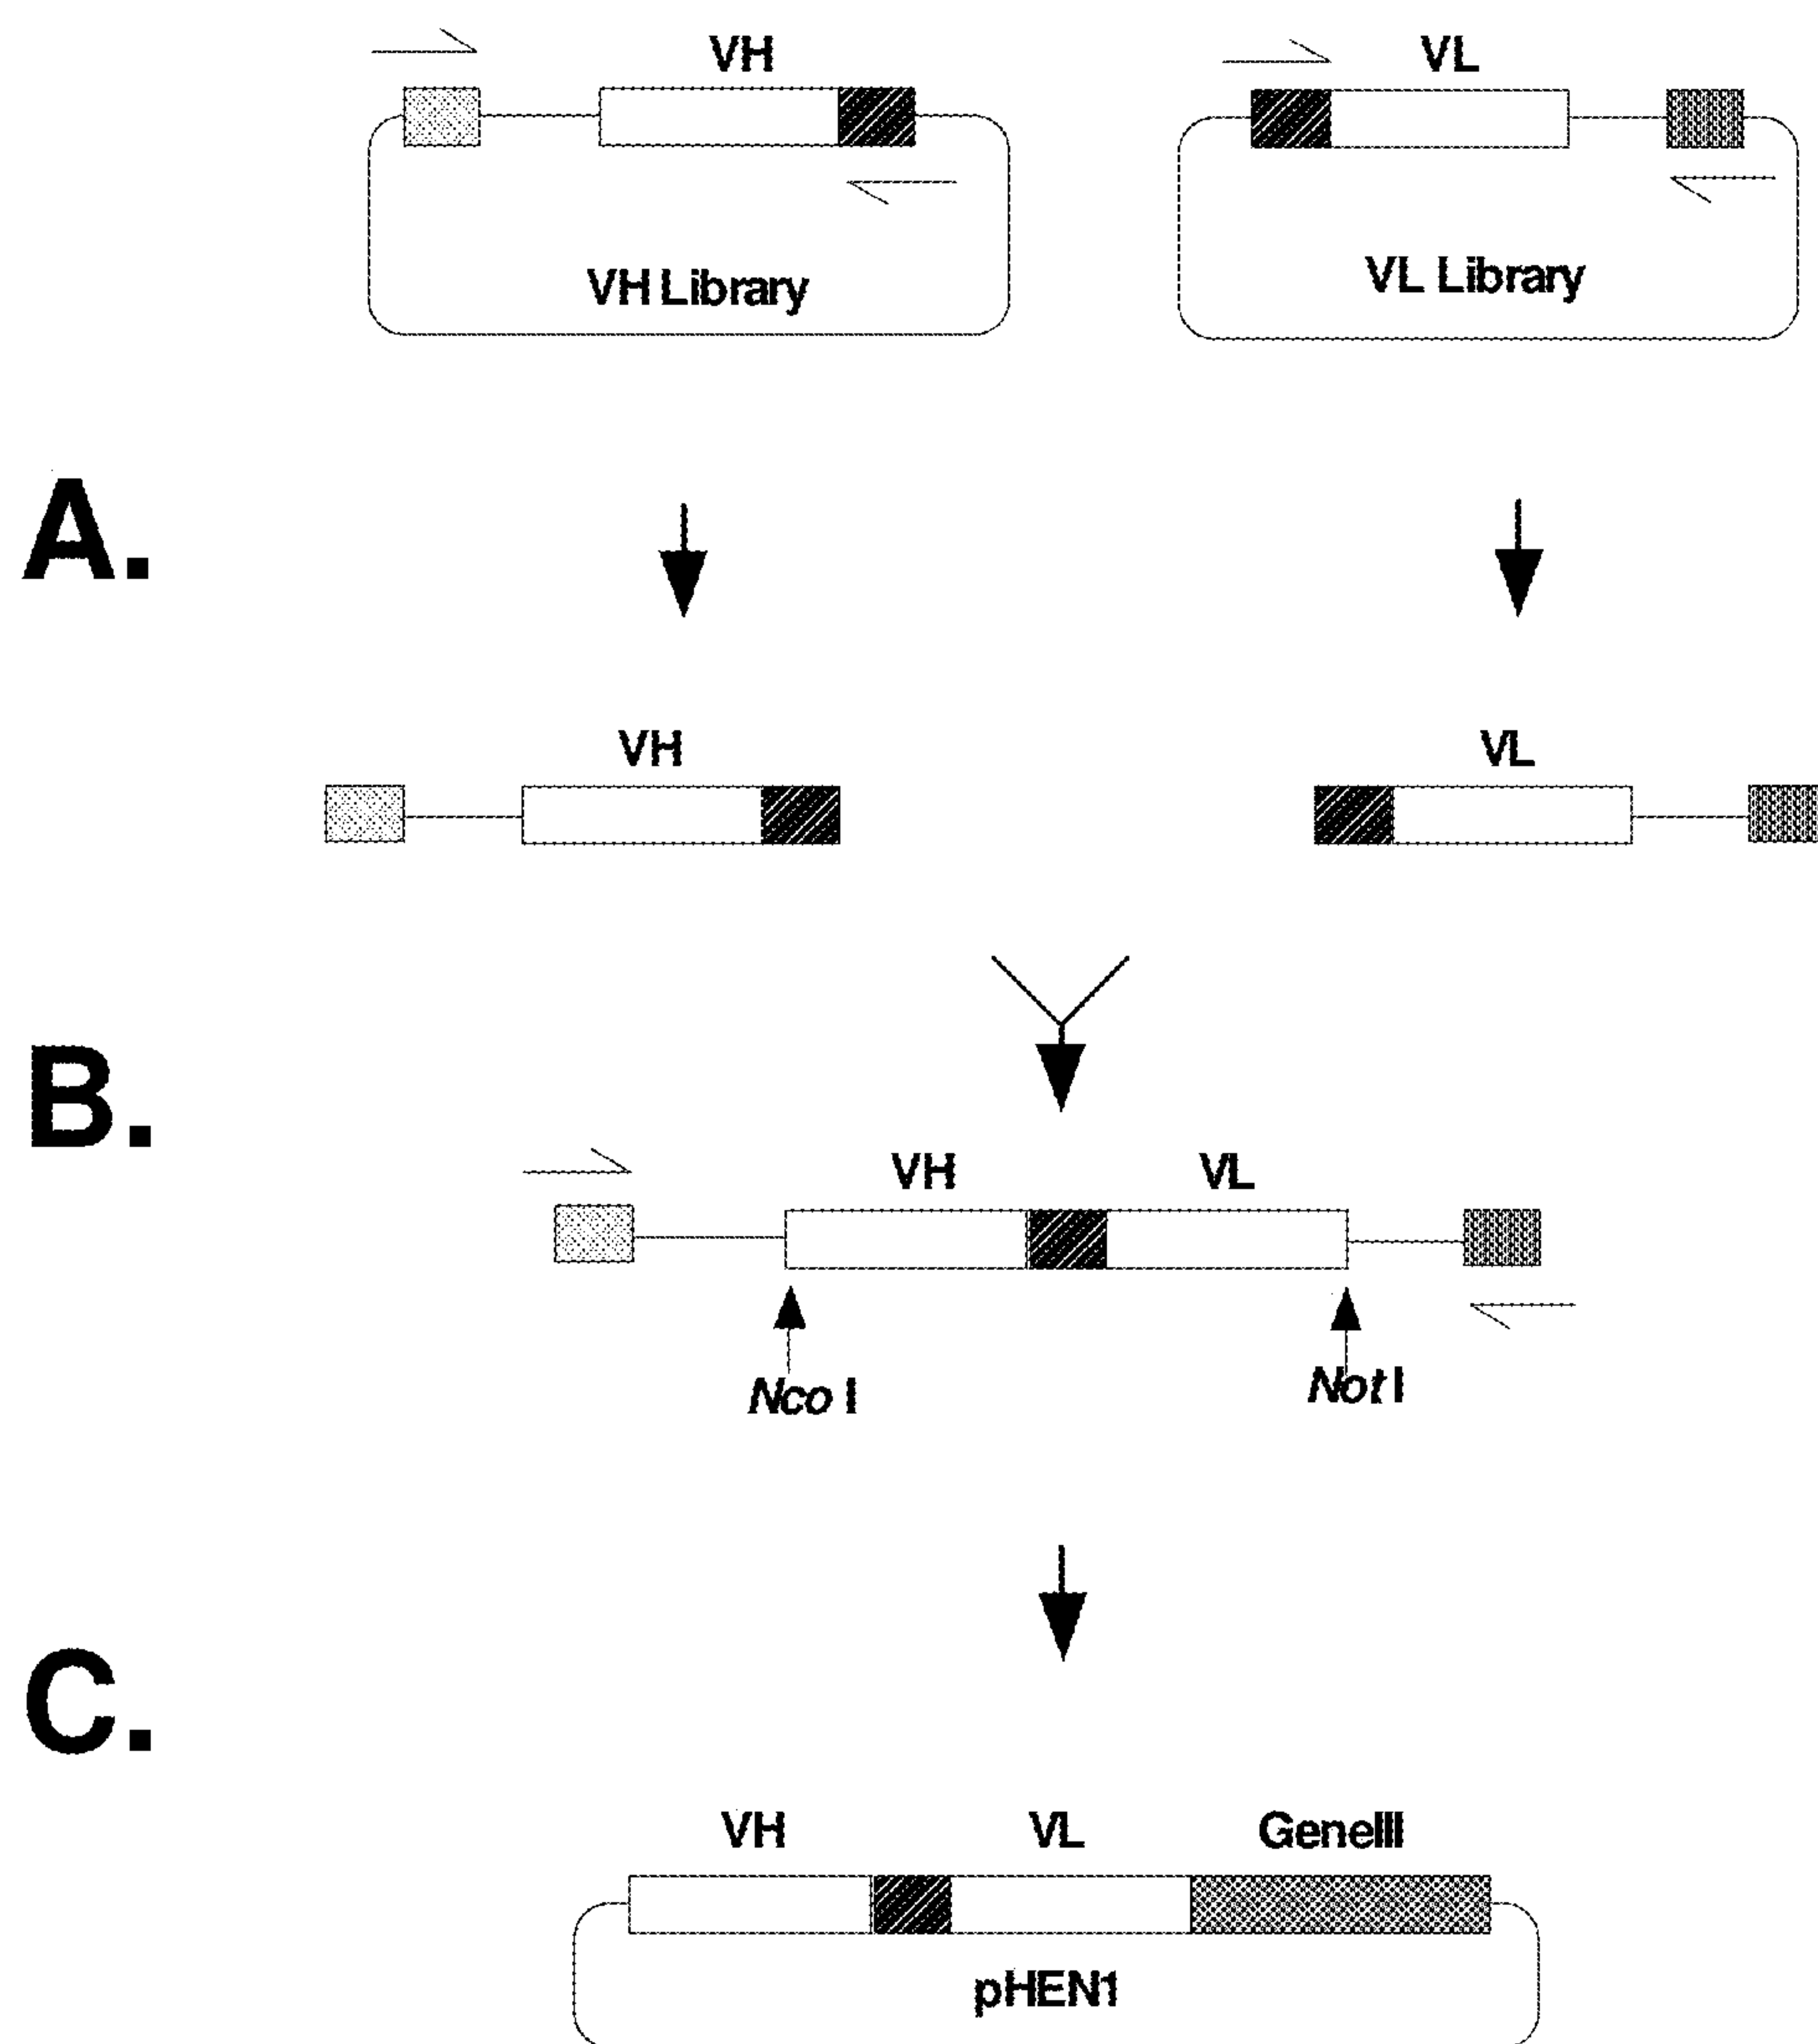 VH
VL
VH Library
VL Library
A.
VH
VL
B.
VH
VL
Nco I
Not I
C.
VH
VL
GeneIII
pHEN1